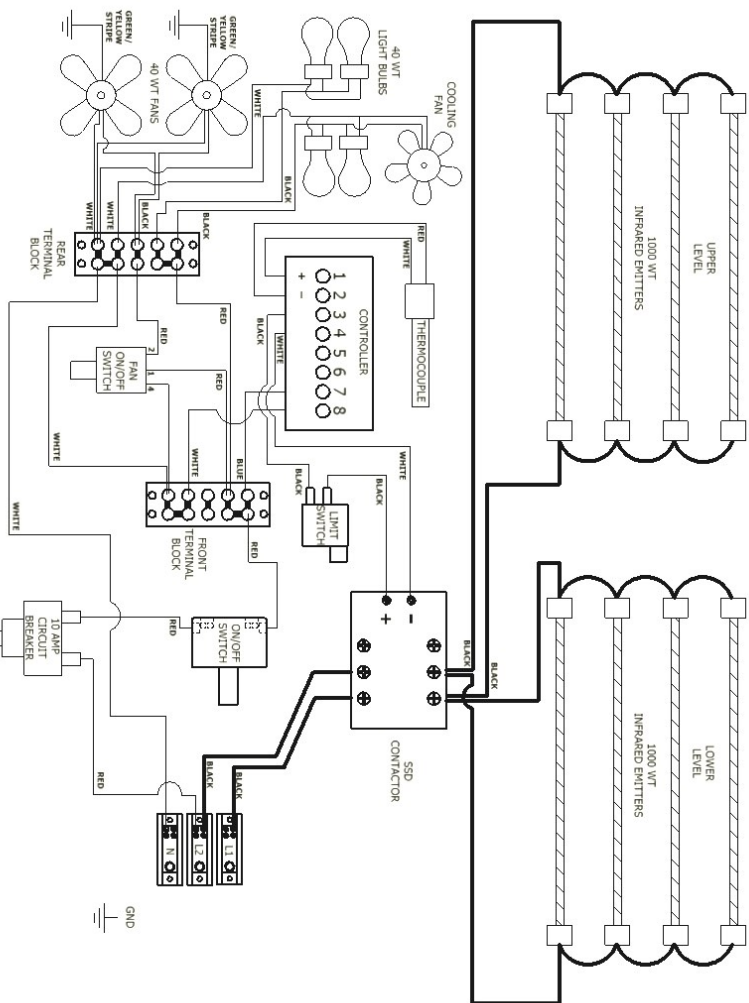 GREEN/
YELLOW
STRIPE
GREEN/
YELLOW
STRIPE
40 WT FANS
40 WT
LIGHT BULBS
COOLING
FAN
WHITE
BLACK
WHITE
WHITE
BLACK
BLACK
REAR
TERMINAL
BLOCK
RED
WHITE
THERMOCOUPLE
CONTROLLER
1 2 3 4 5 6 7 8
+ -
BLACK
WHITE
RED
RED
2
1
4
FAN
ON/OFF
SWITCH
RED
WHITE
WHITE
BLUE
WHITE
BLACK
BLACK
WHITE
LIMIT
SWITCH
FRONT
TERMINAL
BLOCK
RED
RED
ON/OFF
SWITCH
10 AMP
CIRCUIT
BREAKER
RED
+ -
SSD
CONTACTOR
BLACK
BLACK
BLACK
BLACK
L1
L2
N
GND
UPPER
LEVEL
1000 WT
INFRARED EMITTERS
LOWER
LEVEL
1000 WT
INFRARED EMITTERS